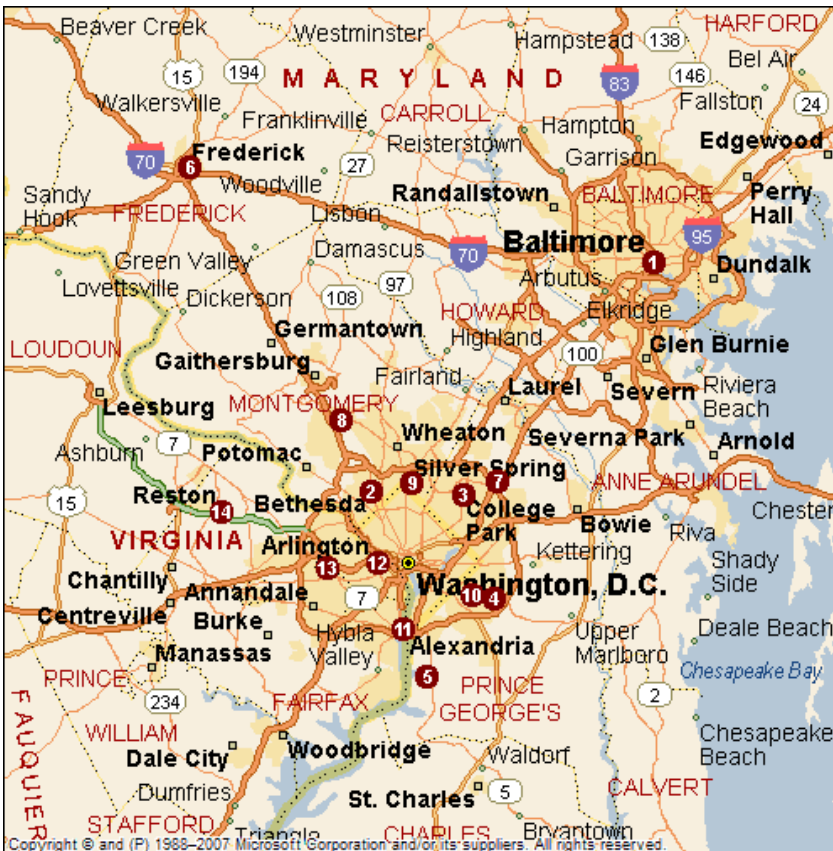 Beaver Creek
Westminster
Hampstead
138
HARFORD
Bel Air
15
194
MARYLAND
83
146
Walkersville
CARROLL
Fallston
24
Franklinville
Hampton
Reisterstown
Edgewood
70
6
Frederick
27
Garrison
Woodville
Randallstown
BALTIMORE
Perry
Hall
Sandy
Hook
FREDERICK
Lisbon
Baltimore
95
Green Valley
Damascus
70
1
Lovettsville
97
Arbutus
Dundalk
Dickerson
108
HOWARD
Elkridge
Germantown
Highland
LOUDOUN
100
Glen Burnie
Gaithersburg
Fairland
Laurel
Severn
Riviera
Beach
Leesburg
MONTGOMERY
8
Wheaton
Severna Park
Arnold
Ashburn
7
Potomac
Silver Spring
Reston
Bethesda
2
9
3
7
ANNE ARUNDEL
15
14
College
Park
Bowie
Chester
VIRGINIA
Arlington
Riva
13
12
Kettering
Shady
Side
Chantilly
Washington, D.C.
Annandale
7
10
4
Centreville
Burke
Hybla
Valley
11
Alexandria
Upper
Marlboro
Deale Beach
Manassas
5
Chesapeake Bay
PRINCE
WILLIAM
FAIRFAX
PRINCE
GEORGE'S
2
234
FAUQUIER
Chesapeake
Beach
Woodbridge
Dale City
Waldorf
Dumfries
St. Charles
5
CALVERT
STAFFORD
Triangle
CHARLES
Bryantown
Copyright © and (P) 1988–2007 Microsoft Corporation and/or its suppliers. All rights reserved.